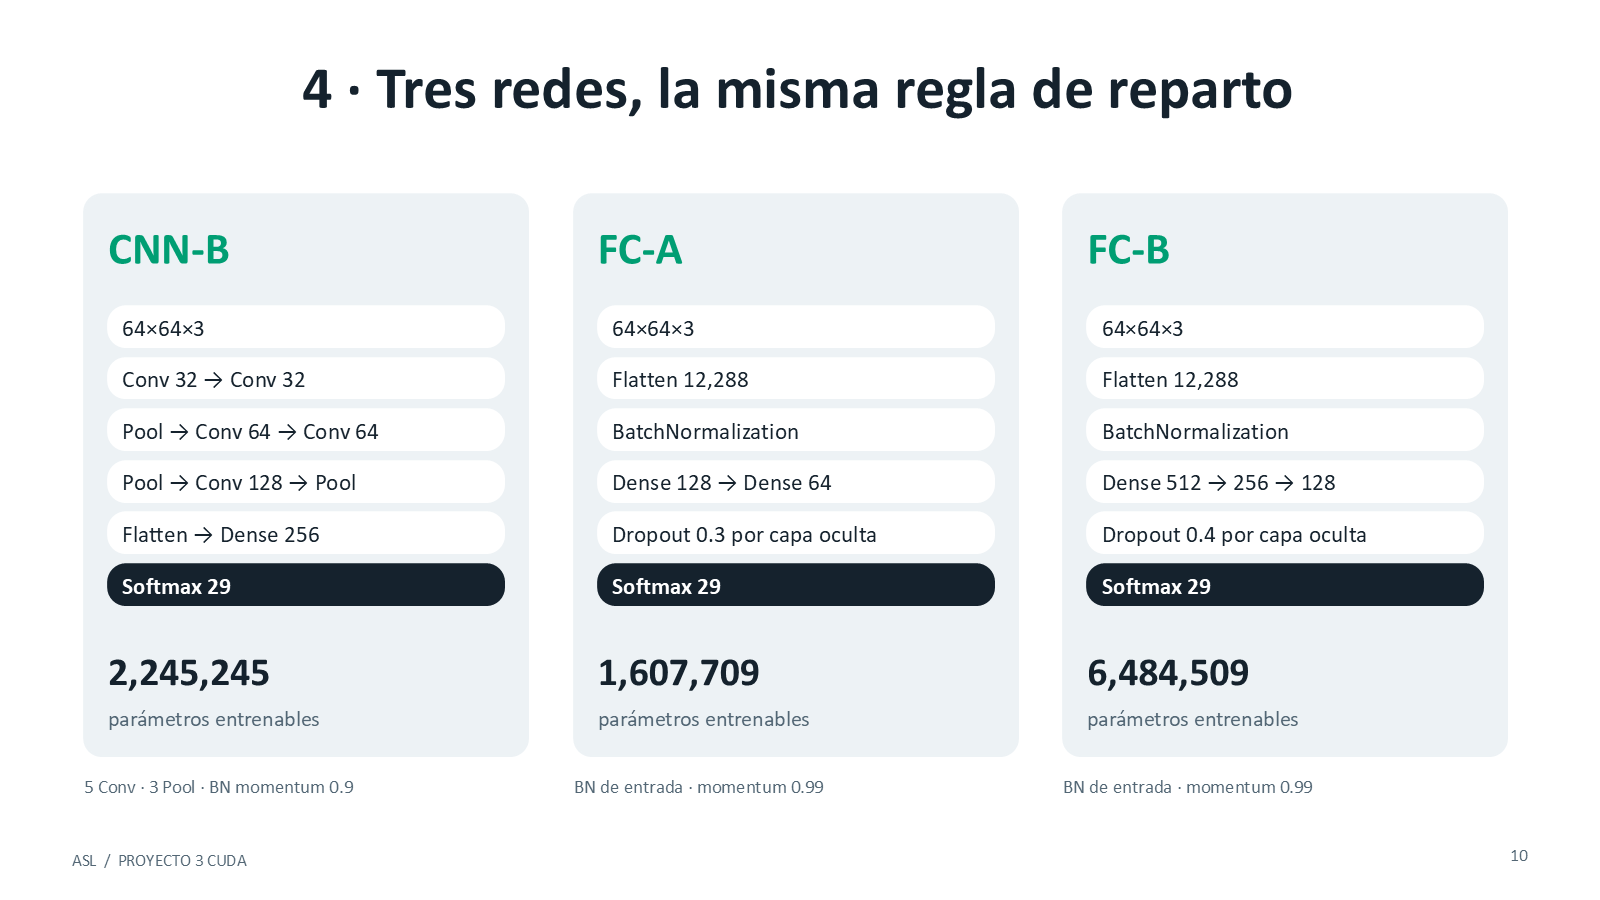 4 · Tres redes, la misma regla de reparto
CNN-B
64×64×3
Conv 32 → Conv 32
Pool → Conv 64 → Conv 64
Pool → Conv 128 → Pool
Flatten → Dense 256
Softmax 29
2,245,245
parámetros entrenables
5 Conv · 3 Pool · BN momentum 0.9
FC-A
64×64×3
Flatten 12,288
BatchNormalization
Dense 128 → Dense 64
Dropout 0.3 por capa oculta
Softmax 29
1,607,709
parámetros entrenables
BN de entrada · momentum 0.99
FC-B
64×64×3
Flatten 12,288
BatchNormalization
Dense 512 → 256 → 128
Dropout 0.4 por capa oculta
Softmax 29
6,484,509
parámetros entrenables
BN de entrada · momentum 0.99
ASL / PROYECTO 3 CUDA
10